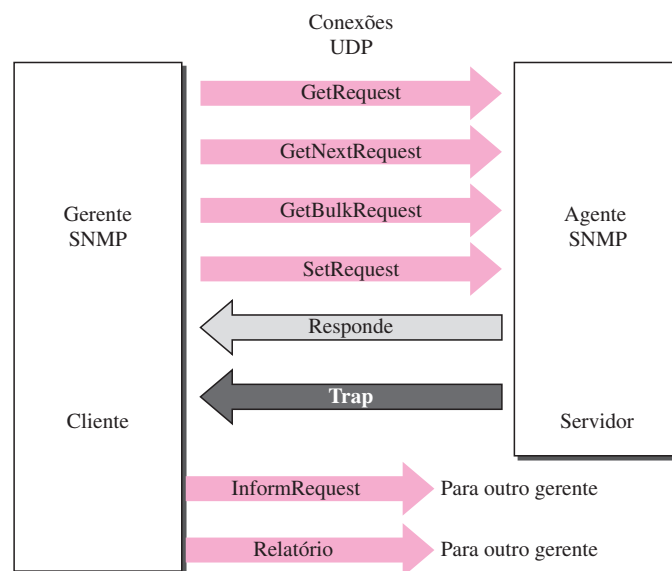 Conexões
UDP
GetRequest
GetNextRequest
Gerente
SNMP
GetBulkRequest
Agente
SNMP
SetRequest
Responde
Trap
Cliente
Servidor
InformRequest
Para outro gerente
Relatório
Para outro gerente